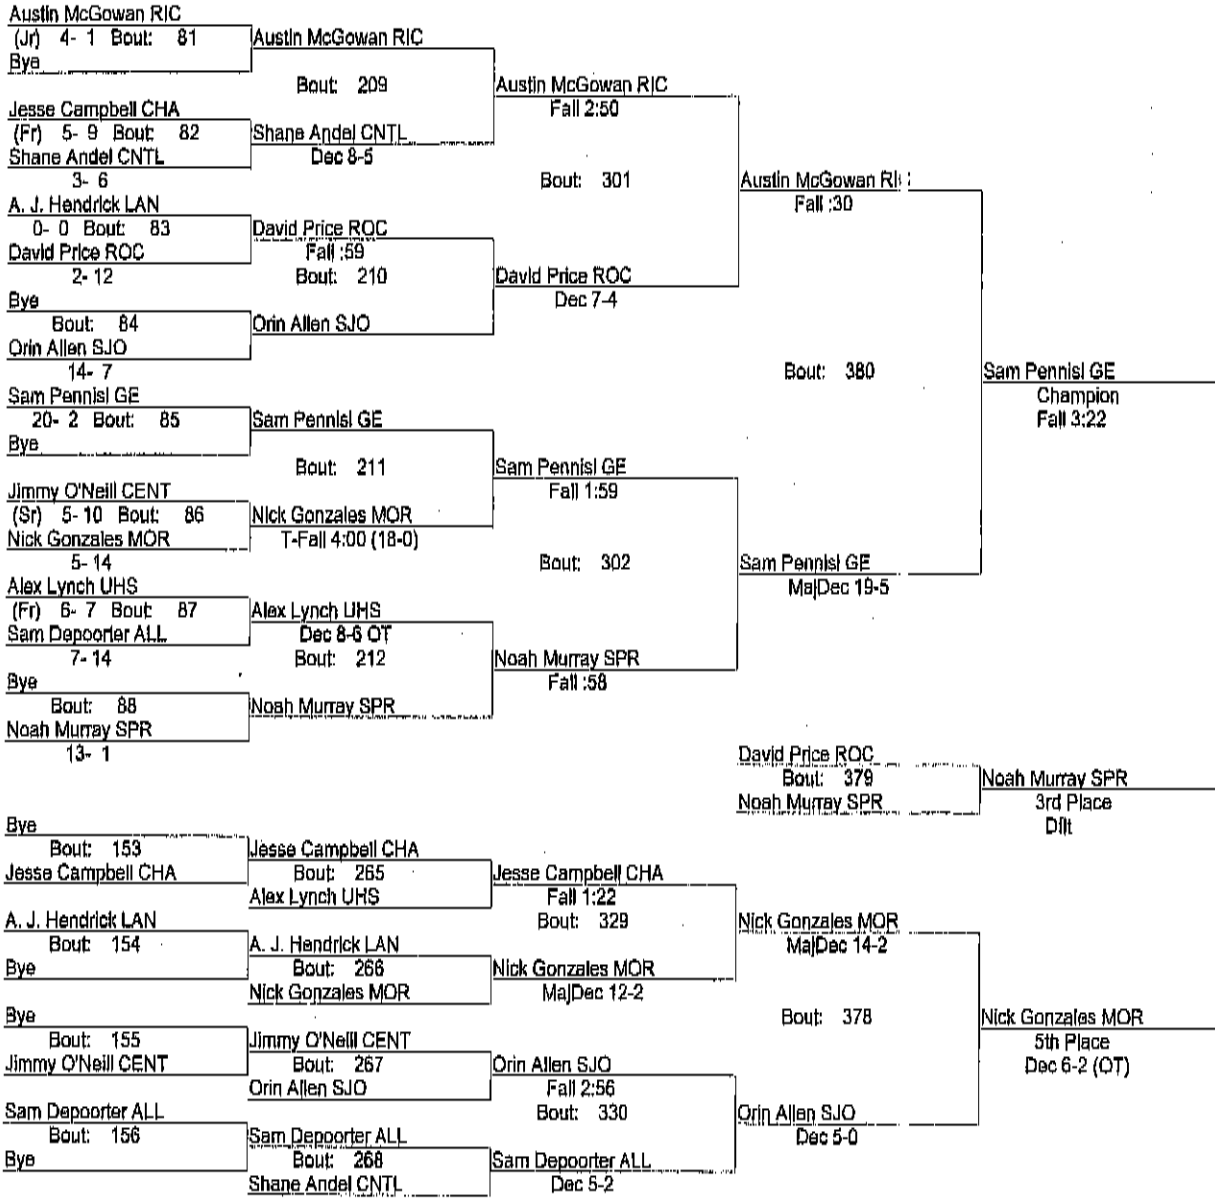 Austin McGowan RIC
(Jr) 4- 1 Bout: 81
Bye
Austin McGowan RIC
Bout: 209
Jesse Campbell CHA
(Fr) 5- 9 Bout: 82
Shane Andel CNTL
3- 6
Shane Andel CNTL
Dec 8-5
Austin McGowan RIC
Fall 2:50
Bout: 301
A. J. Hendrick LAN
0- 0 Bout: 83
David Price ROC
2- 12
David Price ROC
Fall :59
Bout: 210
Bye
Bout: 84
Orin Allen SJO
14- 7
Orin Allen SJO
David Price ROC
Dec 7-4
Austin McGowan RI
Fall :30
Bout: 380
Sam Pennisl GE
20- 2 Bout: 85
Bye
Sam Pennisl GE
Bout: 211
Jimmy O'Neill CENT
(Sr) 5- 10 Bout: 86
Nick Gonzales MOR
5- 14
Nick Gonzales MOR
T-Fall 4:00 (18-0)
Sam Pennisl GE
Fall 1:59
Bout: 302
Alex Lynch UHS
(Fr) 6- 7 Bout: 87
Sam Depoorter ALL
7- 14
Alex Lynch UHS
Dec 8-6 OT
Bout: 212
Bye
Bout: 88
Noah Murray SPR
13- 1
Noah Murray SPR
Noah Murray SPR
Fall :58
Sam Pennisl GE
MajDec 19-5
Sam Pennisl GE
Champion
Fall 3:22
David Price ROC
Bout: 379
Noah Murray SPR
Noah Murray SPR
3rd Place
Dflt
Bye
Bout: 153
Jesse Campbell CHA
Jesse Campbell CHA
Bout: 265
Alex Lynch UHS
Jesse Campbell CHA
Fall 1:22
Bout: 329
A. J. Hendrick LAN
Bout: 154
Bye
A. J. Hendrick LAN
Bout: 266
Nick Gonzales MOR
Nick Gonzales MOR
MajDec 12-2
Nick Gonzales MOR
MajDec 14-2
Bout: 378
Bye
Bout: 155
Jimmy O'Neill CENT
Jimmy O'Neill CENT
Bout: 267
Orin Allen SJO
Orin Allen SJO
Fall 2:56
Bout: 330
Sam Depoorter ALL
Bout: 156
Bye
Sam Depoorter ALL
Bout: 268
Shane Andel CNTL
Sam Depoorter ALL
Dec 5-2
Orin Allen SJO
Dec 5-0
Nick Gonzales MOR
5th Place
Dec 6-2 (OT)